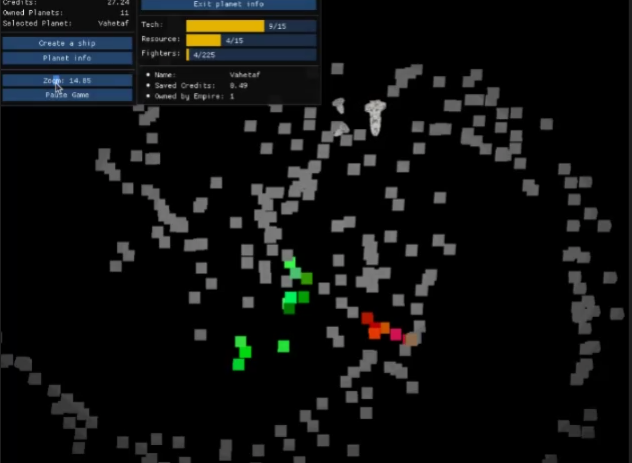 Credits: 27.24
Owned Planets: 11
Selected Planet: Vahetaf
Create a ship
Planet info
Zoom: 14.85
Pause Game
Exit planet info
Tech: 9/15
Resource: 4/15
Fighters: 4/225
• Name: Vahetaf
• Saved Credits: 0.49
• Owned by Empire: 1